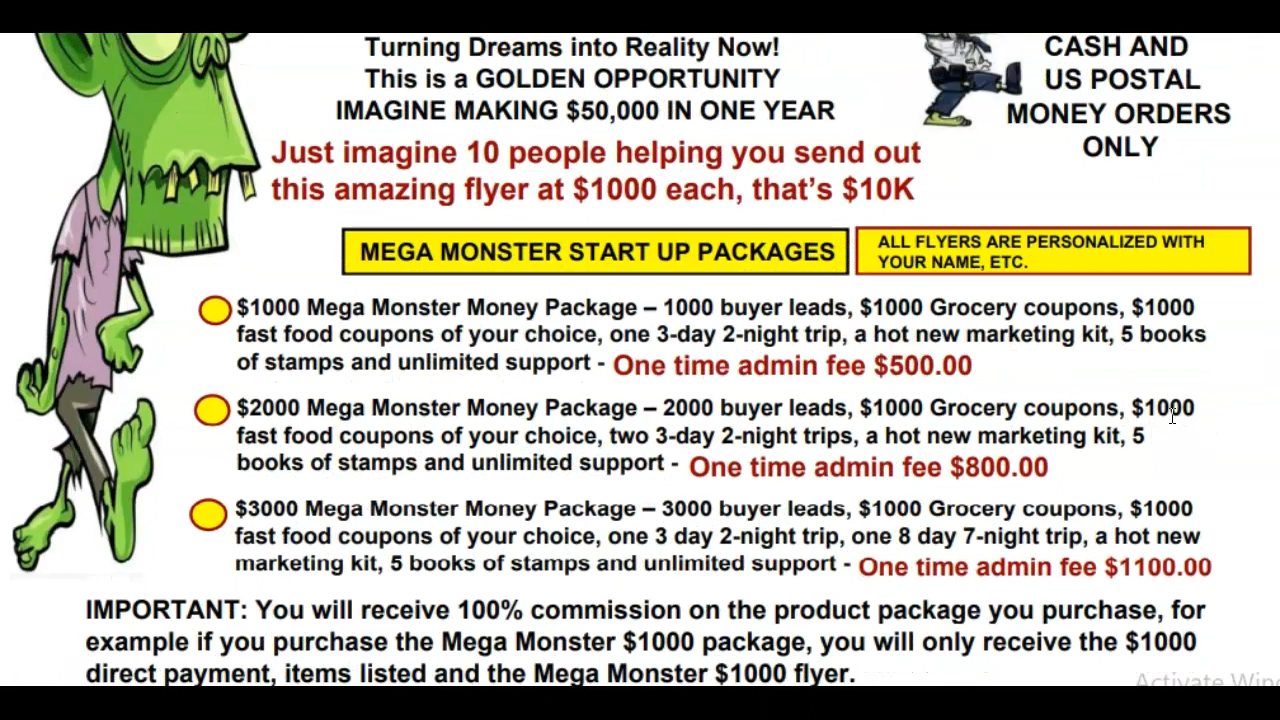 Turning Dreams into Reality Now!
This is a GOLDEN OPPORTUNITY
IMAGINE MAKING $50,000 IN ONE YEAR
CASH AND
US POSTAL
MONEY ORDERS
ONLY
Just imagine 10 people helping you send out
this amazing flyer at $1000 each, that's $10K
MEGA MONSTER START UP PACKAGES
ALL FLYERS ARE PERSONALIZED WITH
YOUR NAME, ETC.
$1000 Mega Monster Money Package – 1000 buyer leads, $1000 Grocery coupons, $1000
fast food coupons of your choice, one 3-day 2-night trip, a hot new marketing kit, 5 books
of stamps and unlimited support - One time admin fee $500.00
$2000 Mega Monster Money Package – 2000 buyer leads, $1000 Grocery coupons, $1000
fast food coupons of your choice, two 3-day 2-night trips, a hot new marketing kit, 5
books of stamps and unlimited support - One time admin fee $800.00
$3000 Mega Monster Money Package – 3000 buyer leads, $1000 Grocery coupons, $1000
fast food coupons of your choice, one 3 day 2-night trip, one 8 day 7-night trip, a hot new
marketing kit, 5 books of stamps and unlimited support - One time admin fee $1100.00
IMPORTANT: You will receive 100% commission on the product package you purchase, for
example if you purchase the Mega Monster $1000 package, you will only receive the $1000
direct payment, items listed and the Mega Monster $1000 flyer.
Activate